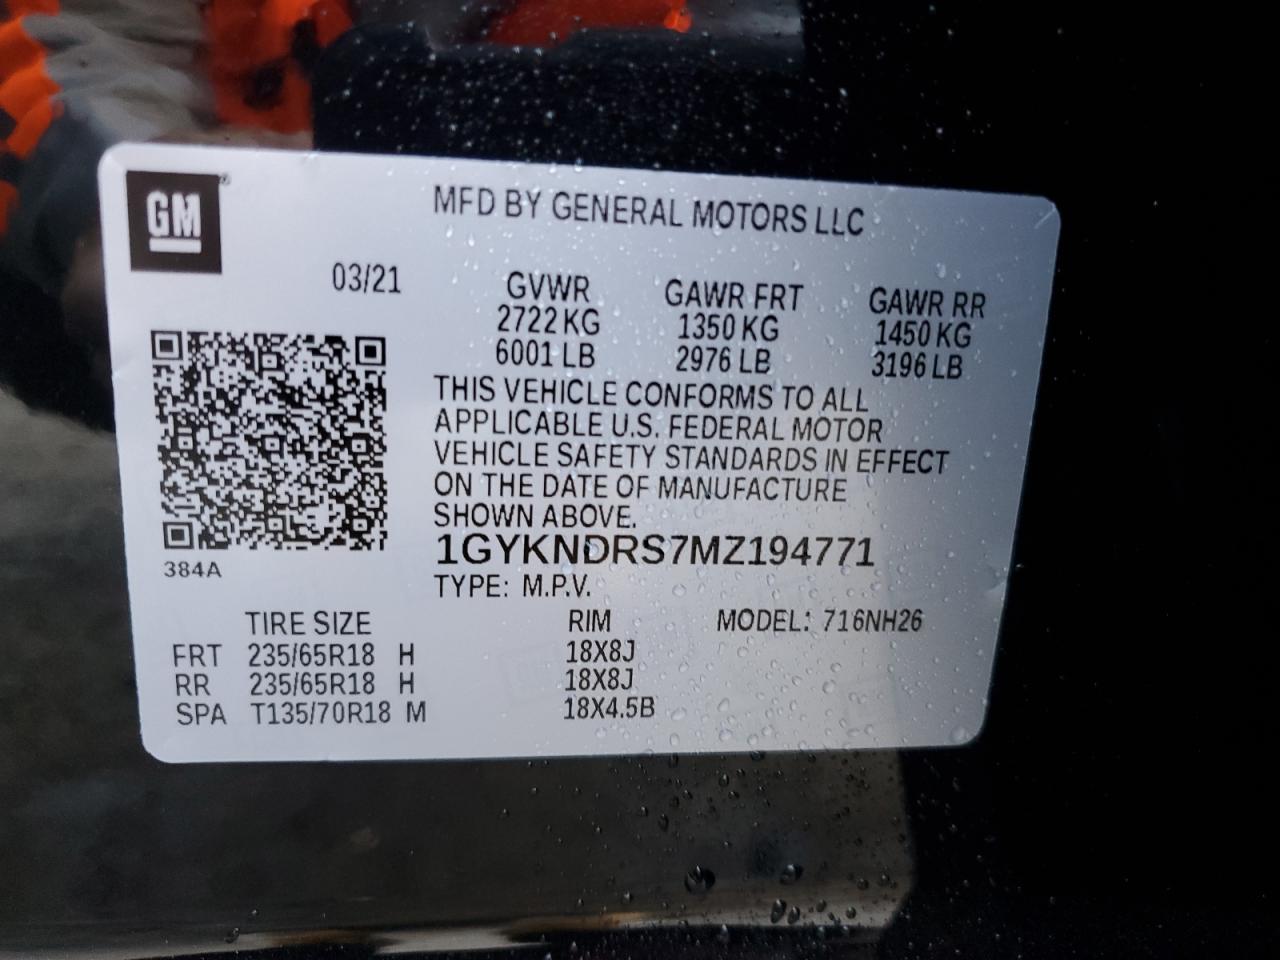 GM®
MFD BY GENERAL MOTORS LLC
03/21
GVWR GAWR FRT GAWR RR
2722 KG 1350 KG 1450 KG
6001 LB 2976 LB 3196 LB
THIS VEHICLE CONFORMS TO ALL
APPLICABLE U.S. FEDERAL MOTOR
VEHICLE SAFETY STANDARDS IN EFFECT
ON THE DATE OF MANUFACTURE
SHOWN ABOVE.
1GYKNDRS7MZ194771
384A
TYPE: M.P.V.
TIRE SIZE RIM MODEL: 716NH26
FRT 235/65R18 H 18X8J
RR 235/65R18 H 18X8J
SPA T135/70R18 M 18X4.5B